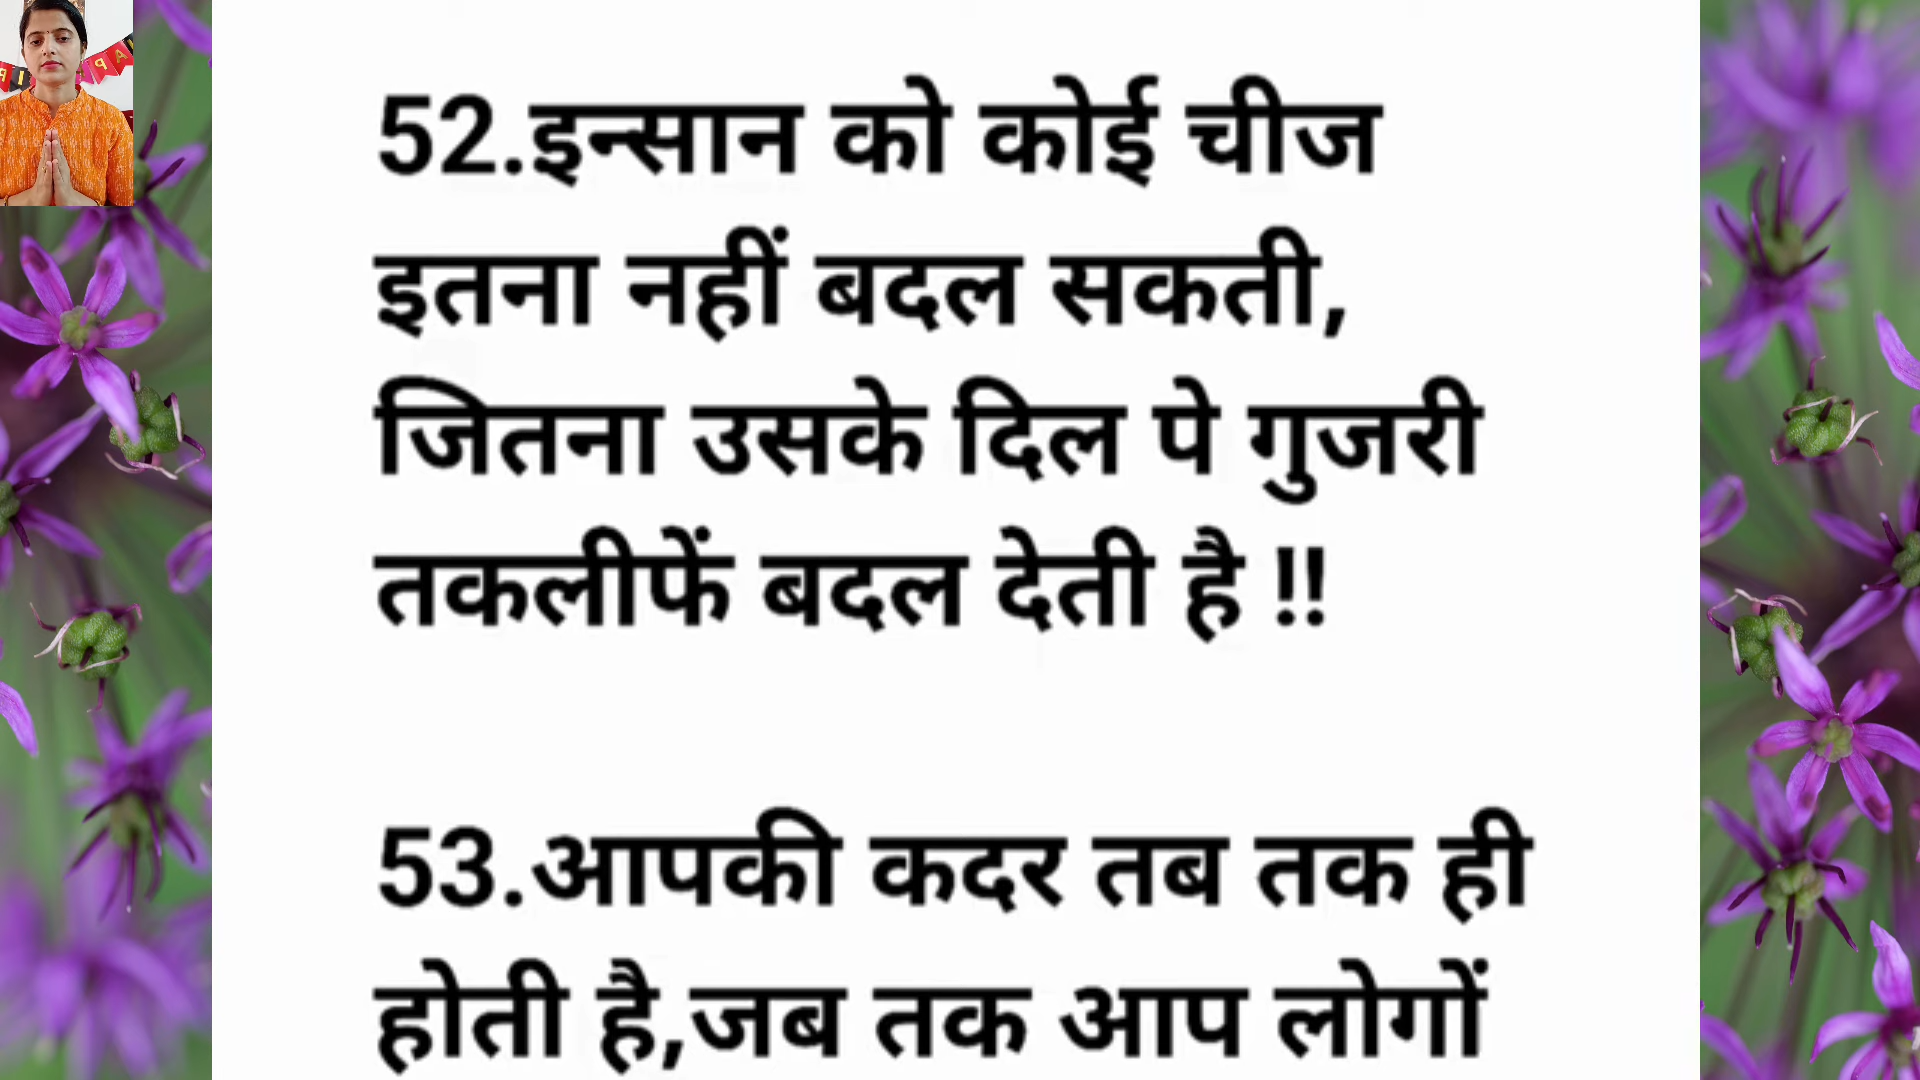 52.इन्सान को कोई चीज
इतना नहीं बदल सकती,
जितना उसके दिल पे गुजरी
तकलीफें बदल देती है !!
53.आपकी कदर तब तक ही
होती है,जब तक आप लोगों